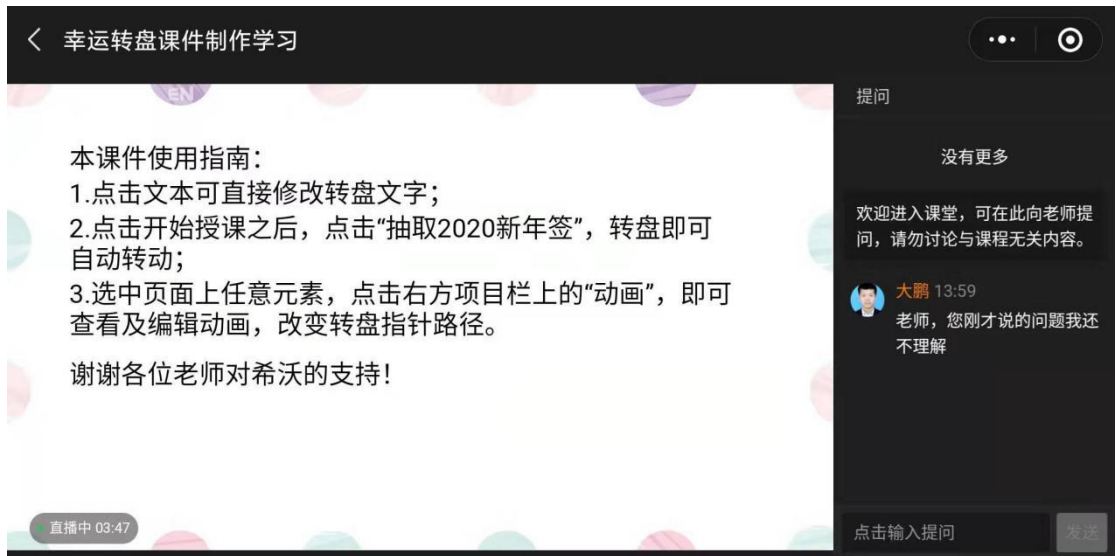 幸运转盘课件制作学习
EN
本课件使用指南：
1.点击文本可直接修改转盘文字；
2.点击开始授课之后，点击“抽取2020新年签”，转盘即可
自动转动；
3.选中页面上任意元素，点击右方项目栏上的“动画”，即可
查看及编辑动画，改变转盘指针路径。
谢谢各位老师对希沃的支持！
直播中 03:47
提问
没有更多
欢迎进入课堂，可在此向老师提
问，请勿讨论与课程无关内容。
大鹏 13:59
老师，您刚才说的问题我还
不理解
点击输入提问
发送